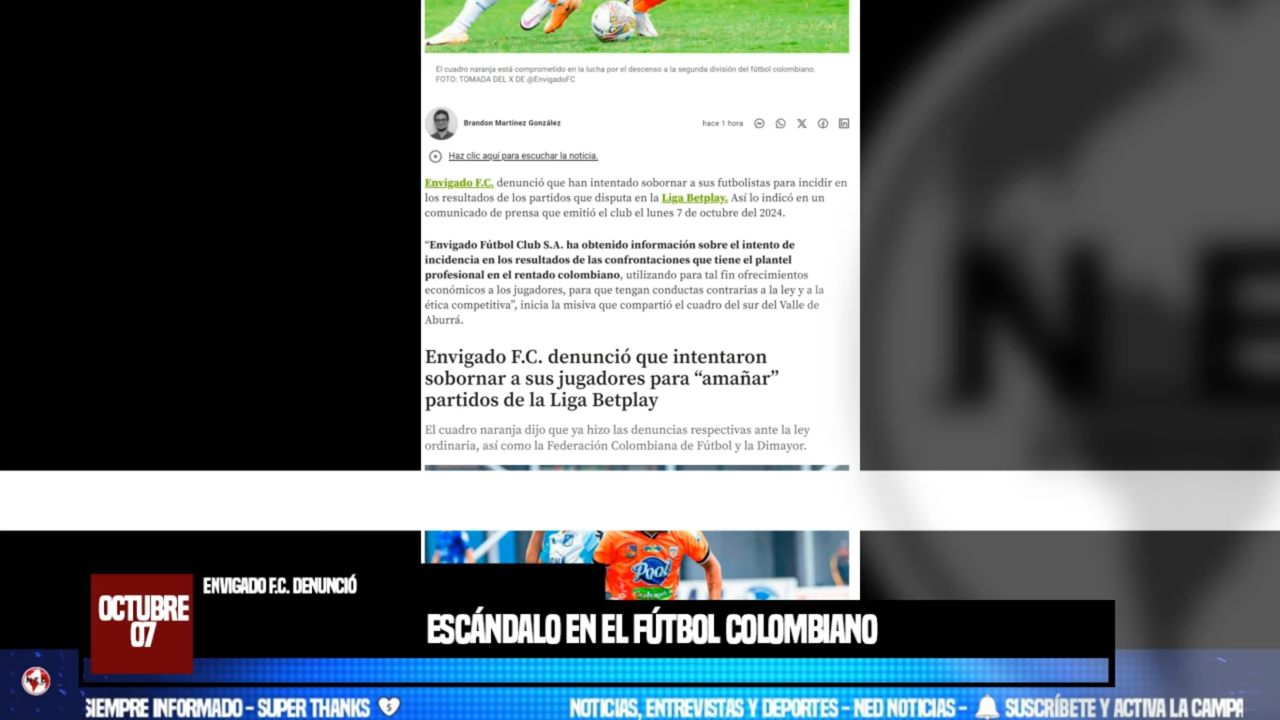 El cuadro naranja está comprometido en la lucha por el descenso a la segunda división del fútbol colombiano.
FOTO: TOMADA DEL X DE @EnvigadoFC
Brandon Martínez González
hace 1 hora
Haz clic aquí para escuchar la noticia.
Envigado F.C. denunció que han intentado sobornar a sus futbolistas para incidir en
los resultados de los partidos que disputa en la Liga Betplay. Así lo indicó en un
comunicado de prensa que emitió el club el lunes 7 de octubre del 2024.
“Envigado Fútbol Club S.A. ha obtenido información sobre el intento de
incidencia en los resultados de las confrontaciones que tiene el plantel
profesional en el rentado colombiano, utilizando para tal fin ofrecimientos
económicos a los jugadores, para que tengan conductas contrarias a la ley y a la
ética competitiva”, inicia la misiva que compartió el cuadro del sur del Valle de
Aburrá.
Envigado F.C. denunció que intentaron
sobornar a sus jugadores para “amañar”
partidos de la Liga Betplay
El cuadro naranja dijo que ya hizo las denuncias respectivas ante la ley
ordinaria, así como la Federación Colombiana de Fútbol y la Dimayor.
NE
Pool
OCTUBRE
07
ENVIGADO F.C. DENUNCIÓ
ESCÁNDALO EN EL FÚTBOL COLOMBIANO
SIEMPRE INFORMADO - SUPER THANKS
NOTICIAS, ENTREVISTAS Y DEPORTES - NED NOTICIAS -
SUSCRÍBETE Y ACTIVA LA CAMPA